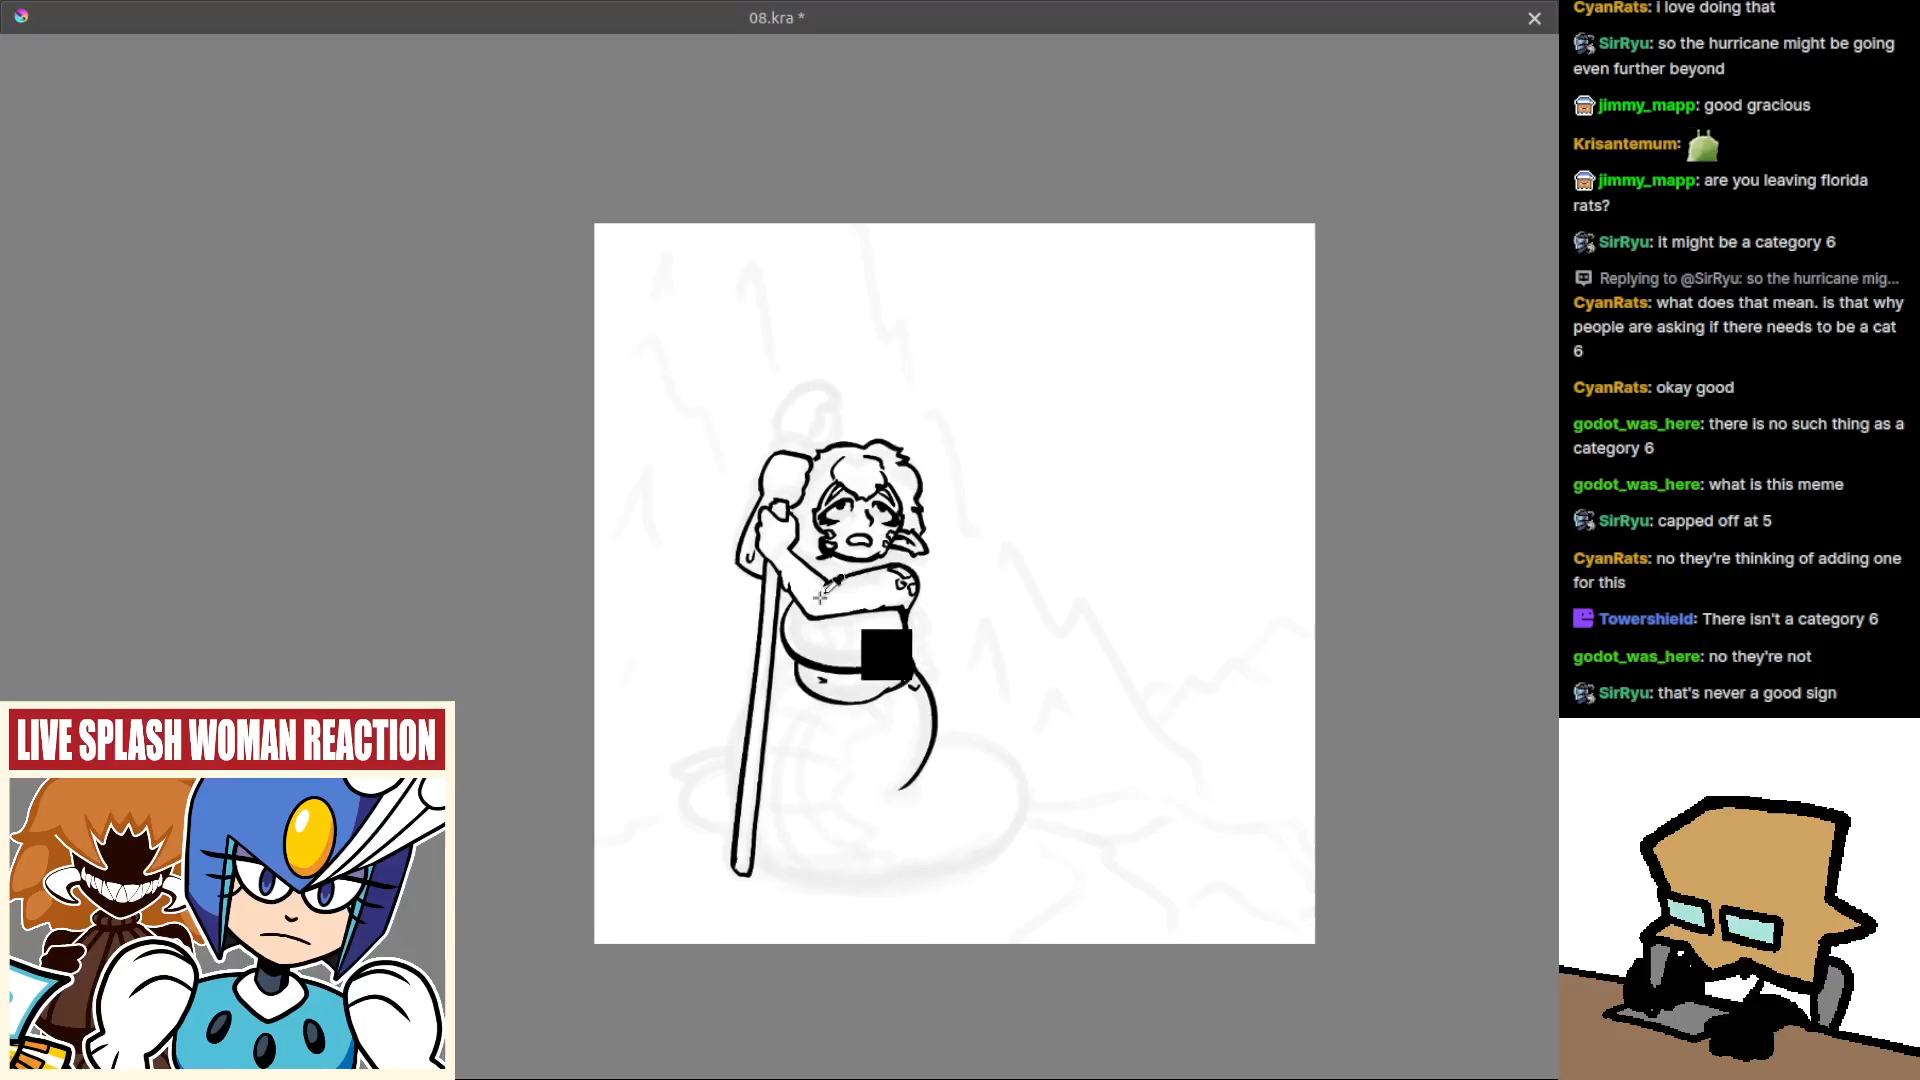 08.kra *
CyanRats: i love doing that
SirRyu: so the hurricane might be going
even further beyond
jimmy_mapp: good gracious
Krisantemum:
jimmy_mapp: are you leaving florida
rats?
SirRyu: it might be a category 6
Replying to @SirRyu: so the hurricane mig...
CyanRats: what does that mean. is that why
people are asking if there needs to be a cat
6
CyanRats: okay good
godot_was_here: there is no such thing as a
category 6
godot_was_here: what is this meme
SirRyu: capped off at 5
CyanRats: no they're thinking of adding one
for this
Towershield: There isn't a category 6
godot_was_here: no they're not
SirRyu: that's never a good sign
LIVE SPLASH WOMAN REACTION